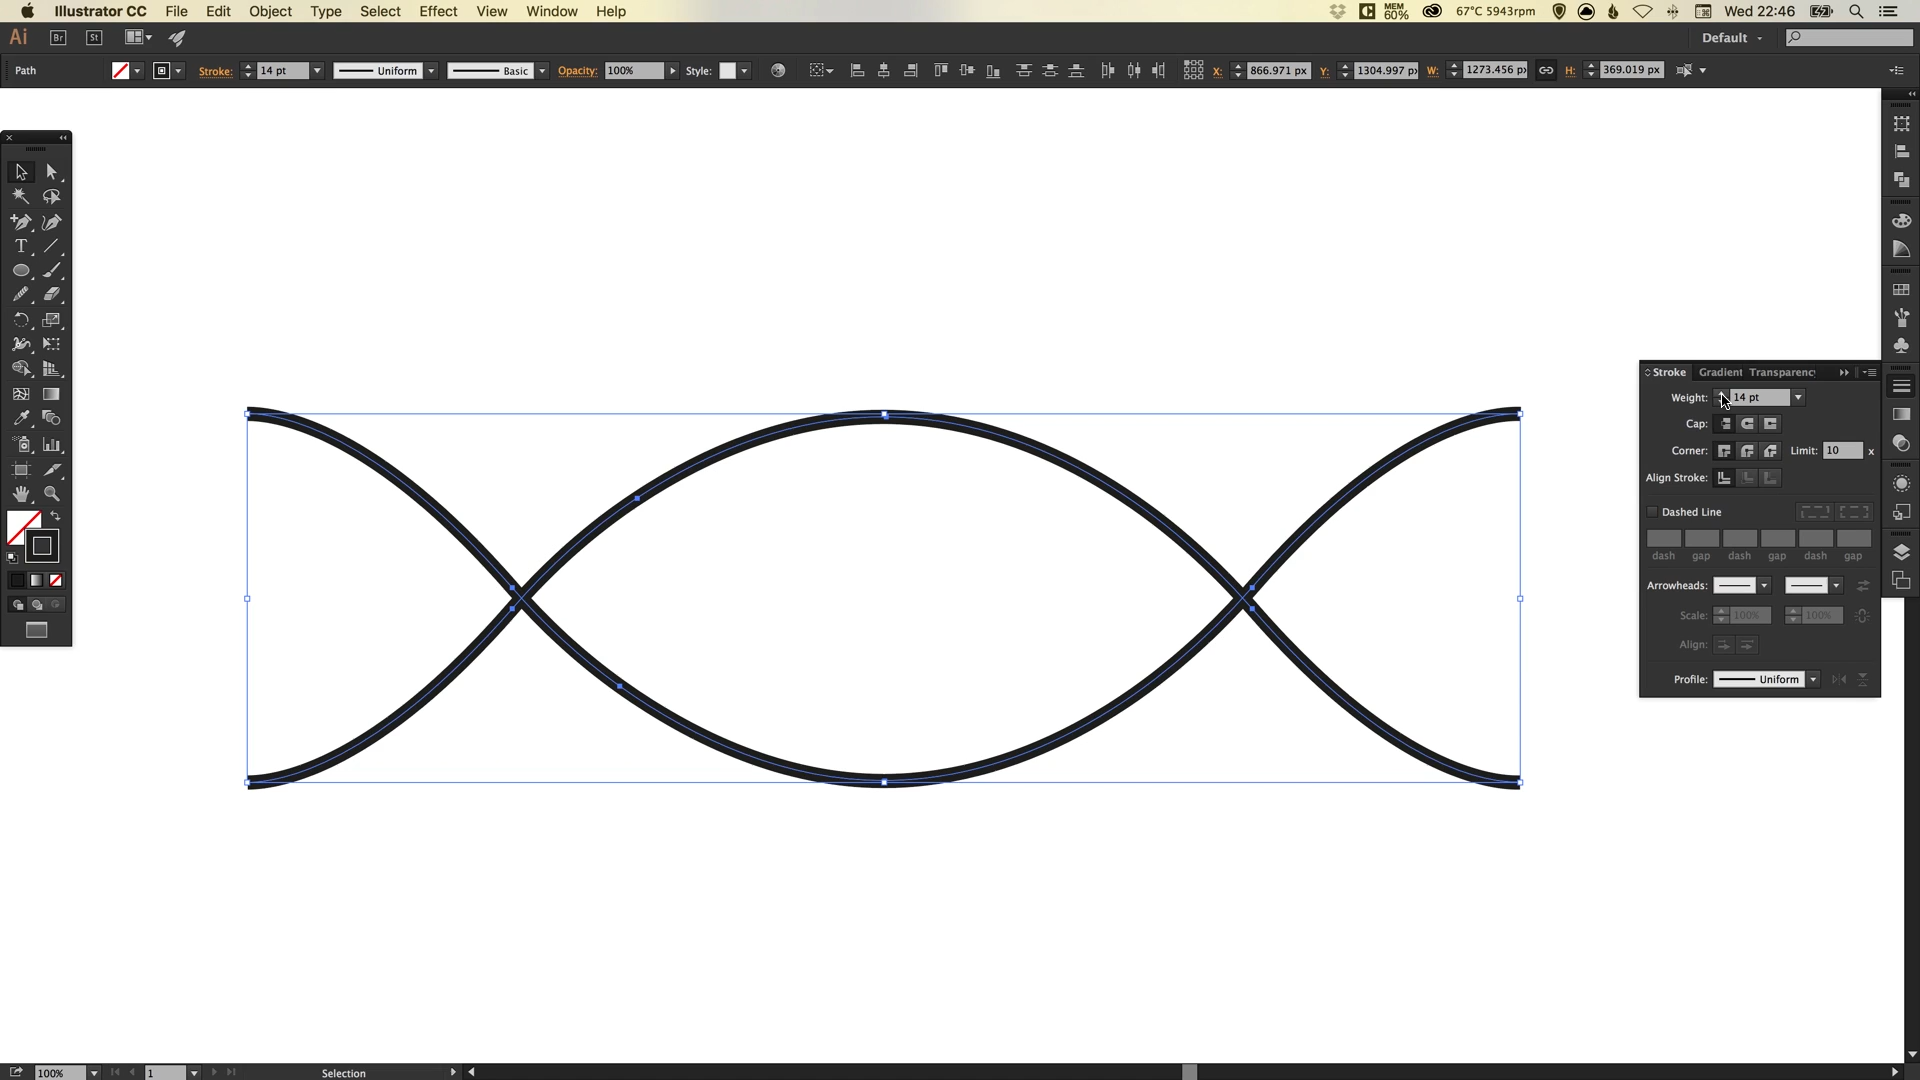 Illustrator CC File Edit Object Type Select Effect View Window Help MEM 60% 67°C 5943rpm Wed 22:46
Ai Br St Default
Path Stroke: 14 pt Uniform Basic Opacity: 100% Style: X: 866.971 px Y: 1304.997 px W: 1273.456 px H: 369.019 px
Stroke Gradient Transparency
Weight: 14 pt
Cap:
Corner: Limit: 10 x
Align Stroke:
Dashed Line
dash gap dash gap dash gap
Arrowheads:
Scale: 100% 100%
Align:
Profile: Uniform
100% 1 Selection